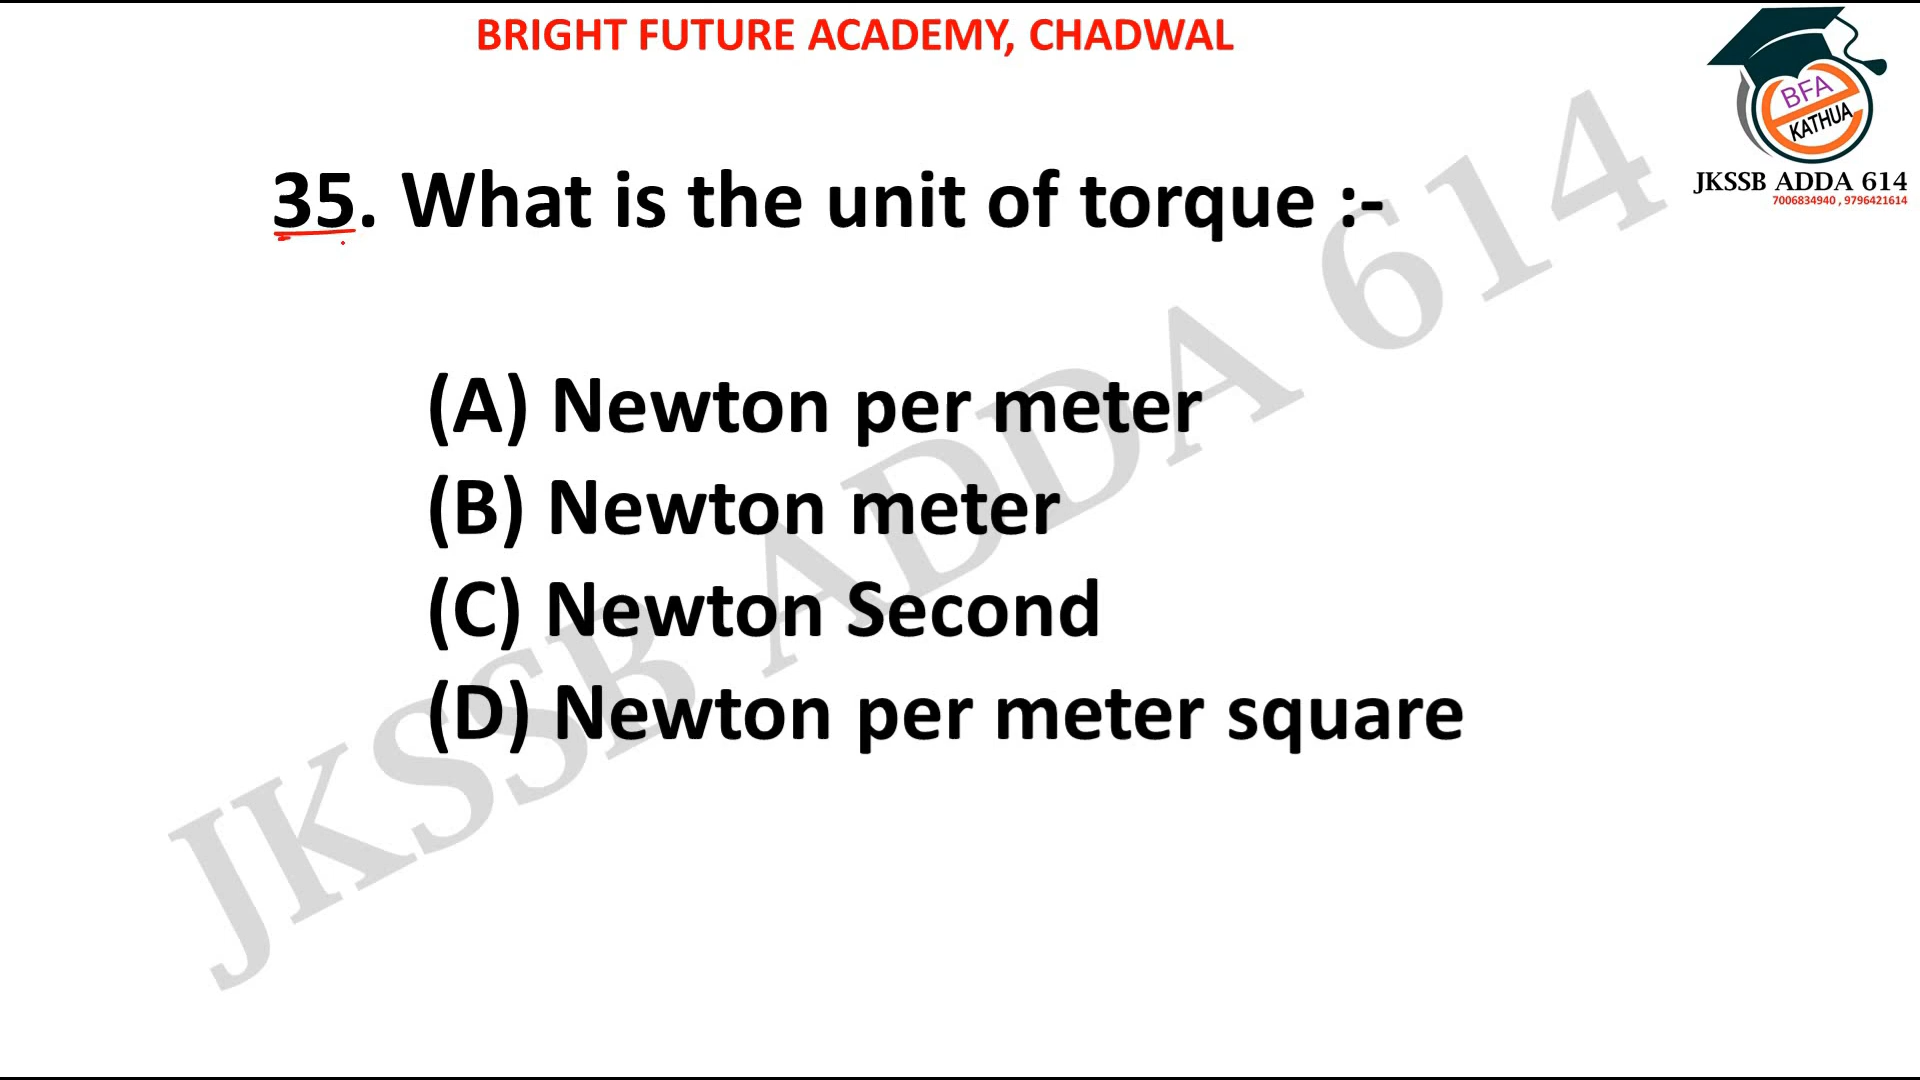 BRIGHT FUTURE ACADEMY, CHADWAL
BFA
KATHUA
JKSSB ADDA 614
7006834940 , 9796421614
35. What is the unit of torque :-
(A) Newton per meter
(B) Newton meter
(C) Newton Second
(D) Newton per meter square
JKSSB ADDA 614